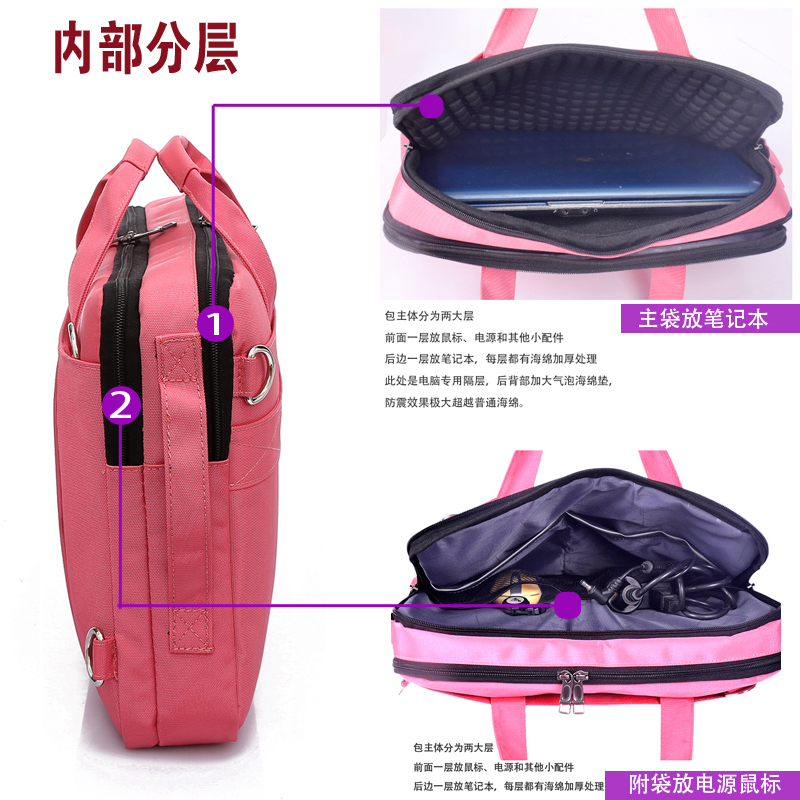 内部分层
1
2
主袋放笔记本
包主体分为两大层
前面一层放鼠标、电源和其他小配件
后边一层放笔记本，每层都有海绵加厚处理
此处是电脑专用隔层，后背部加大气泡海绵垫，
防震效果极大超越普通海绵。
包主体分为两大层
前面一层放鼠标、电源和其他小配件
后边一层放笔记本，每层都有海绵加厚处理
附袋放电源鼠标